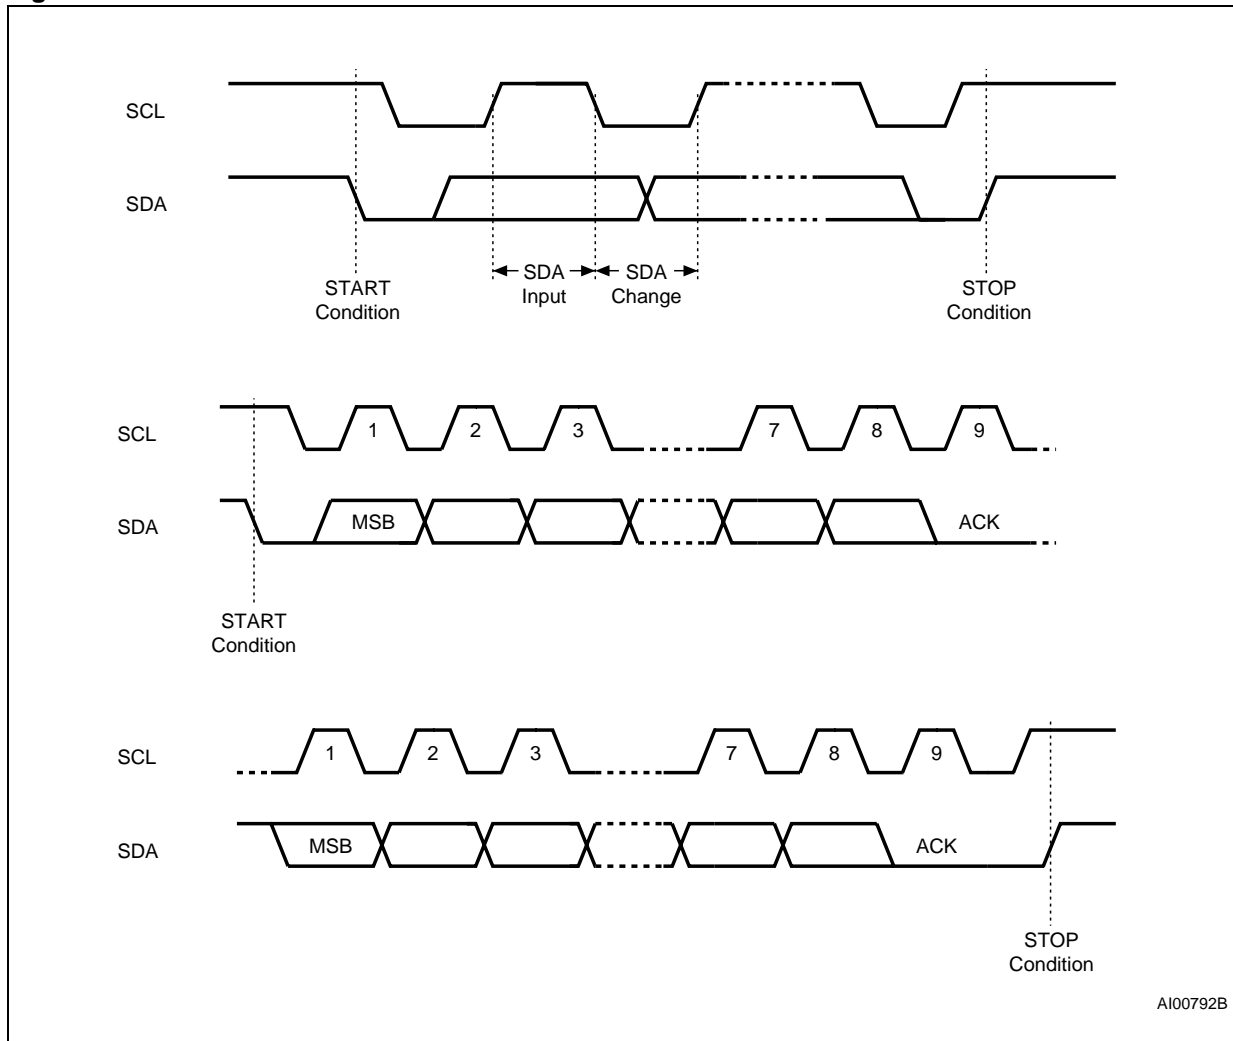 SCL
SDA
SDA Input
SDA Change
START
Condition
STOP
Condition
SCL
1 2 3 7 8 9
SDA
MSB ACK
START
Condition
SCL
1 2 3 7 8 9
SDA
MSB ACK
STOP
Condition
AI00792B